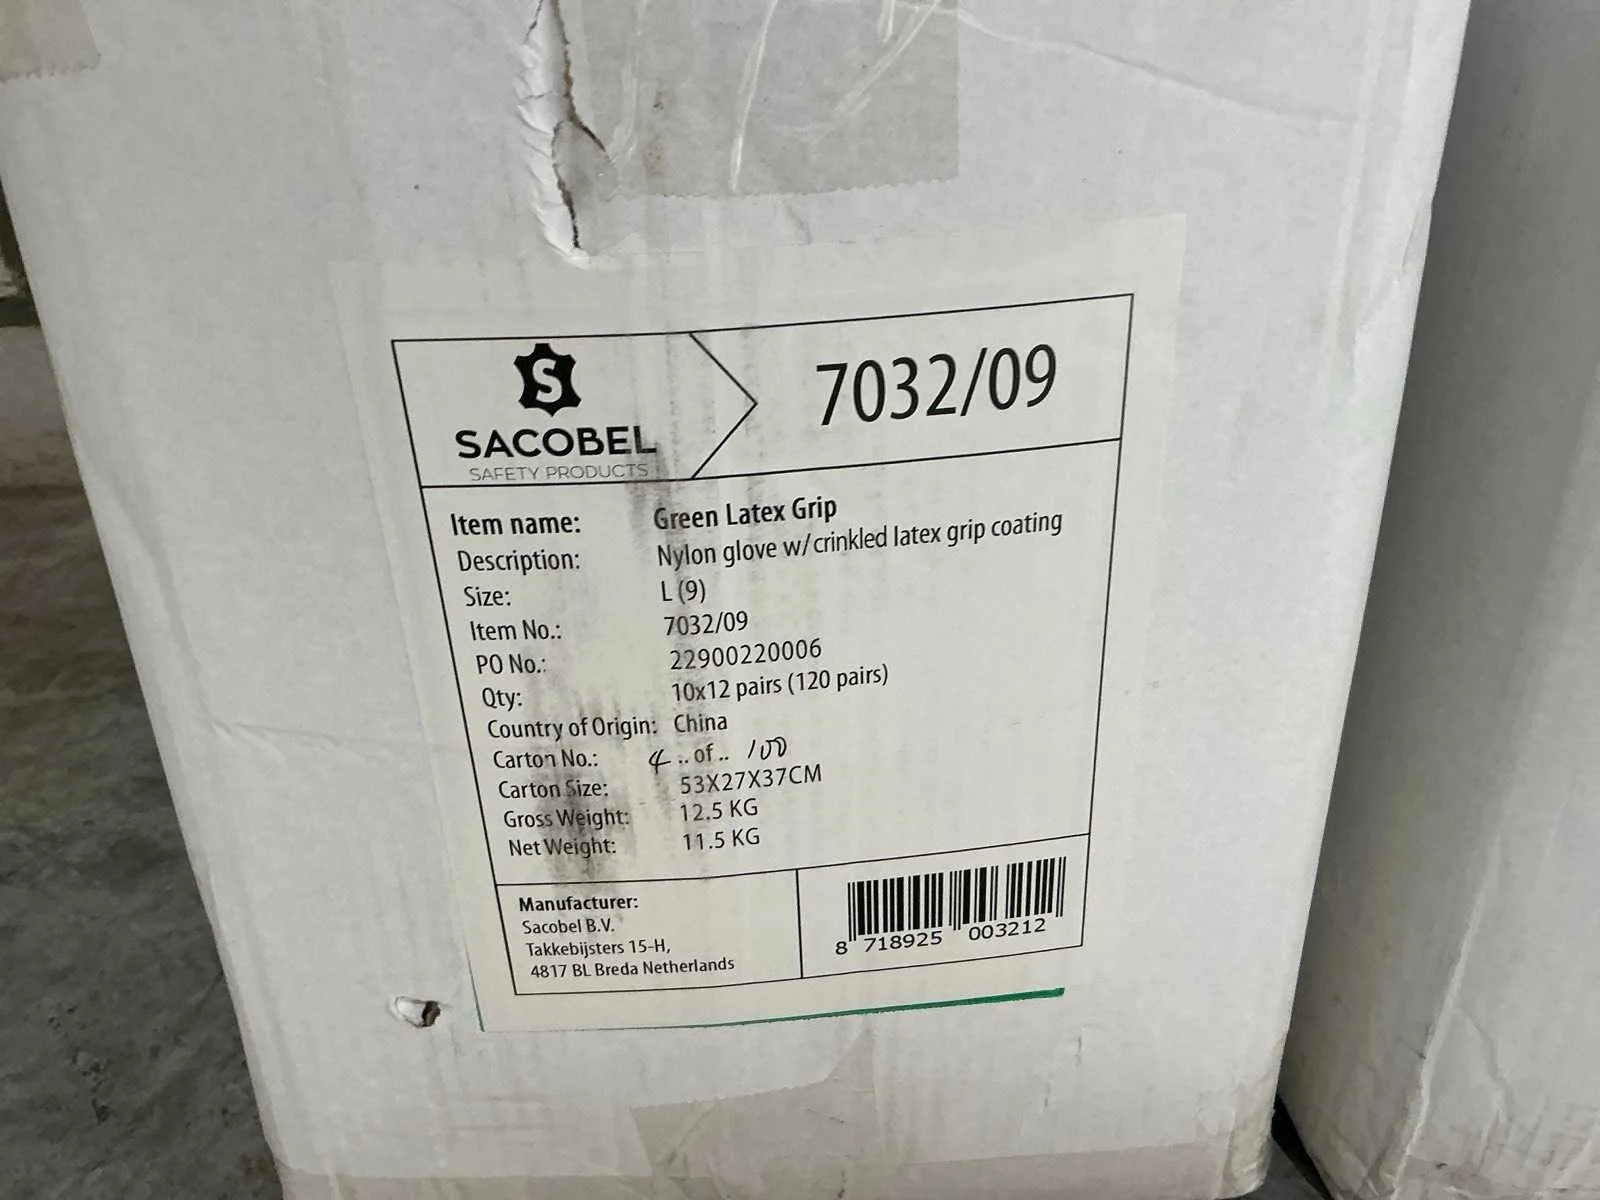 S
SACOBEL
SAFETY PRODUCTS
7032/09
Item name: Green Latex Grip
Description: Nylon glove w/crinkled latex grip coating
Size: L (9)
Item No.: 7032/09
PO No.: 22900220006
Qty: 10x12 pairs (120 pairs)
Country of Origin: China
Carton No.: 4 .. of .. 100
Carton Size: 53X27X37CM
Gross Weight: 12.5 KG
Net Weight: 11.5 KG
Manufacturer:
Sacobel B.V.
Takkebijsters 15-H,
4817 BL Breda Netherlands
8 718925 003212